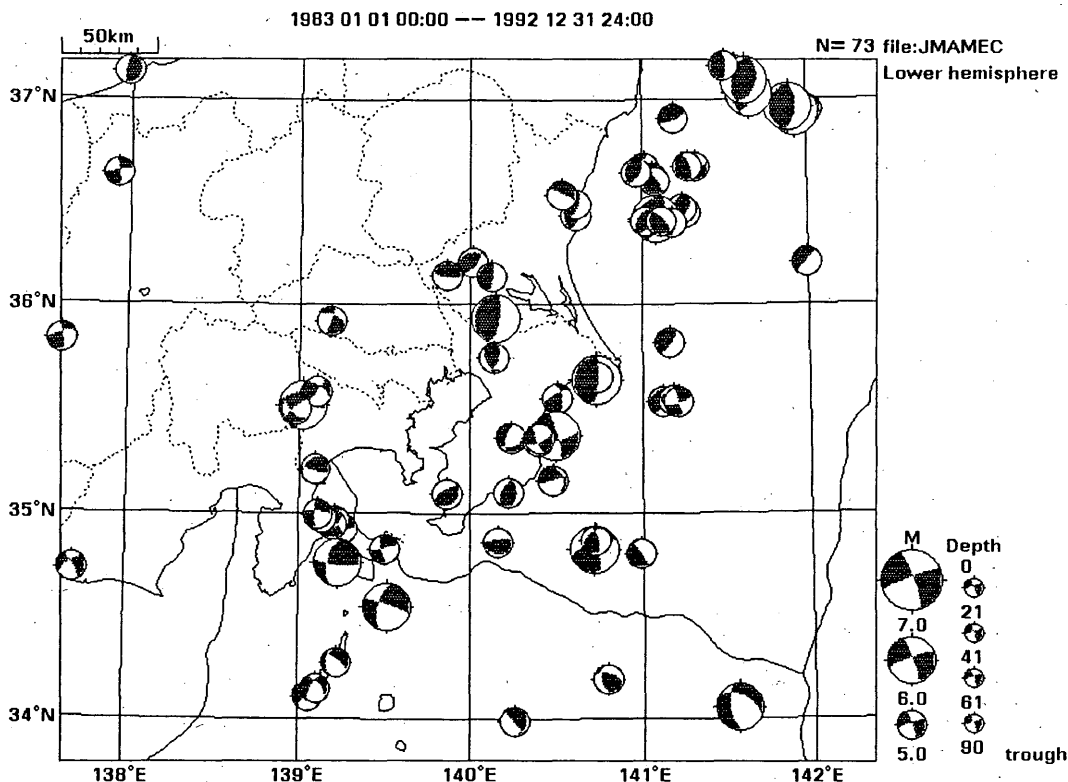 1983 01 01 00:00 -- 1992 12 31 24:00
50km
N= 73 file:JMAMEC
Lower hemisphere
37°N
36°N
35°N
34°N
138°E
139°E
140°E
141°E
142°E
M
Depth
0
21
7.0
41
61
6.0
90
5.0
trough